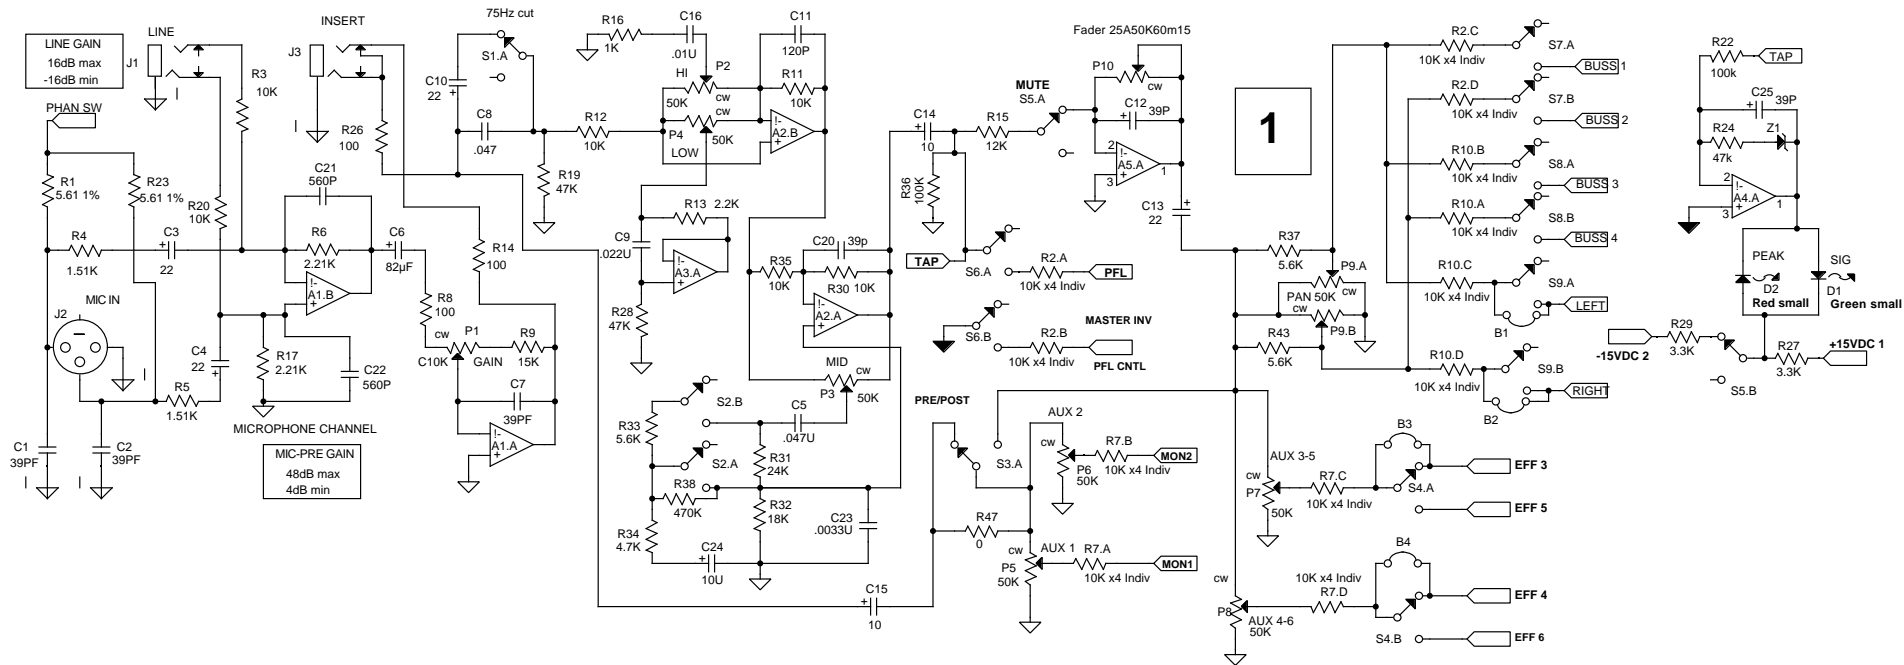 LINE GAIN
16dB max
-16dB min
J1
LINE
R3
10K
PHAN SW
R1
5.61 1%
R23
5.61 1%
R20
10K
R4
1.51K
C3
+
22
MIC IN
J2
C4
22
+
R5
1.51K
C1
39PF
C2
39PF
R17
2.21K
C22
560P
C21
560P
R6
2.21K
!-
A1.B
+
MICROPHONE CHANNEL
MIC-PRE GAIN
48dB max
4dB min
INSERT
J3
R26
100
C6
+
82µF
R8
100
cw
P1
C10K
GAIN
R9
15K
R14
100
C7
39PF
!-
A1.A
+
75Hz cut
S1.A
C10
22
+
C8
.047
R19
47K
R12
10K
R16
1K
C16
.01U
HI
P2
50K
cw
cw
P4
50K
LOW
C11
120P
R11
10K
!-
A2.B
+
R13 2.2K
C9
.022U
!-
A3.A
+
R28
47K
R35
10K
C20
39p
R30
10K
!-
A2.A
+
MID
cw
P3
50K
C5
.047U
S2.B
R33
5.6K
S2.A
R31
24K
R38
470K
R32
18K
C23
.0033U
R34
4.7K
C24
+
10U
C15
+
10
C14
+
10
R15
12K
R36
100K
TAP
S6.A
R2.A
PFL
MASTER INV
S6.B
R2.B
10K x4 Indiv
PFL CNTL
MUTE
S5.A
Fader 25A50K60m15
P10
C12
+
39P
2
!-
A5.A
3
+
1
C13
22
+
PRE/POST
S3.A
R47
0
AUX 2
cw
P6
50K
R7.B
10K x4 Indiv
MON2
cw
AUX 1
P5
50K
R7.A
10K x4 Indiv
MON1
1
R37
5.6K
P9.A
PAN 50K
cw
cw
P9.B
R43
5.6K
AUX 3-5
cw
P7
50K
R7.C
10K x4 Indiv
B3
S4.A
EFF 3
EFF 5
cw
P8
AUX 4-6
50K
10K x4 Indiv
R7.D
B4
S4.B
EFF 4
EFF 6
R2.C
10K x4 Indiv
S7.A
BUSS 1
R2.D
10K x4 Indiv
S7.B
BUSS 2
R10.B
10K x4 Indiv
S8.A
BUSS 3
R10.A
10K x4 Indiv
S8.B
BUSS 4
R10.C
10K x4 Indiv
S9.A
LEFT
B1
R10.D
10K x4 Indiv
S9.B
RIGHT
B2
R22
100k
TAP
C25
+
39P
R24
47k
Z1
2
!-
A4.A
3
+
1
PEAK
D2
Red small
SIG
D1
Green small
-15VDC 2
R29
3.3K
S5.B
R27
3.3K
+15VDC 1